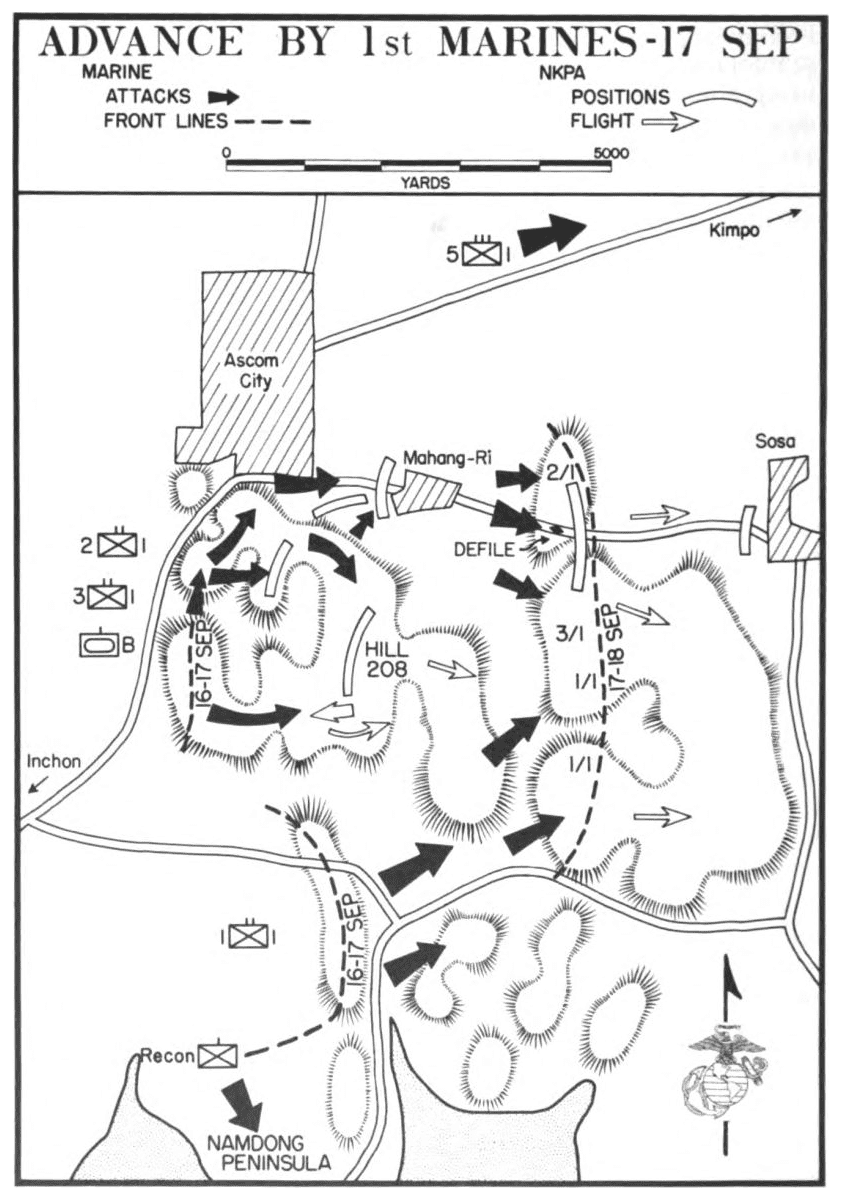 ADVANCE BY 1st MARINES-17 SEP
MARINE
ATTACKS
FRONT LINES
NKPA
POSITIONS
FLIGHT
0 5000
YARDS
Kimpo
5 1
Ascom
City
Mahang-Ri
Sosa
2/1
DEFILE
2 1
3 1
B
16-17 SEP
HILL
208
3/1
17-18 SEP
1/1
1/1
Inchon
16-17 SEP
1 1
Recon
NAMDONG
PENINSULA